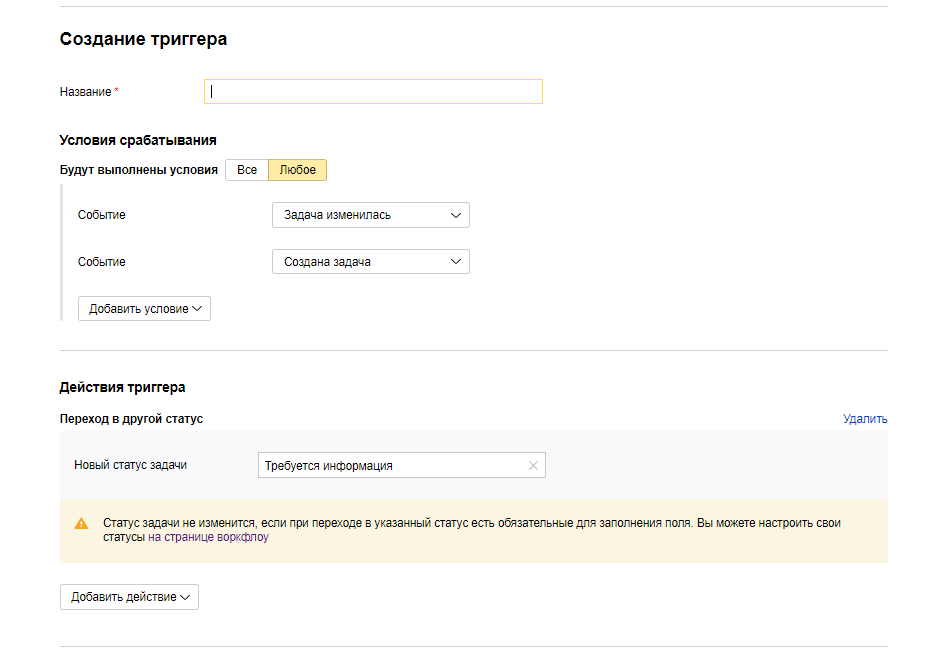 Создание триггера
Название *
Условия срабатывания
Будут выполнены условия Все Любое
Событие Задача изменилась
Событие Создана задача
Добавить условие
Действия триггера
Переход в другой статус Удалить
Новый статус задачи Требуется информация
Статус задачи не изменится, если при переходе в указанный статус есть обязательные для заполнения поля. Вы можете настроить свои
статусы на странице воркфлоу
Добавить действие